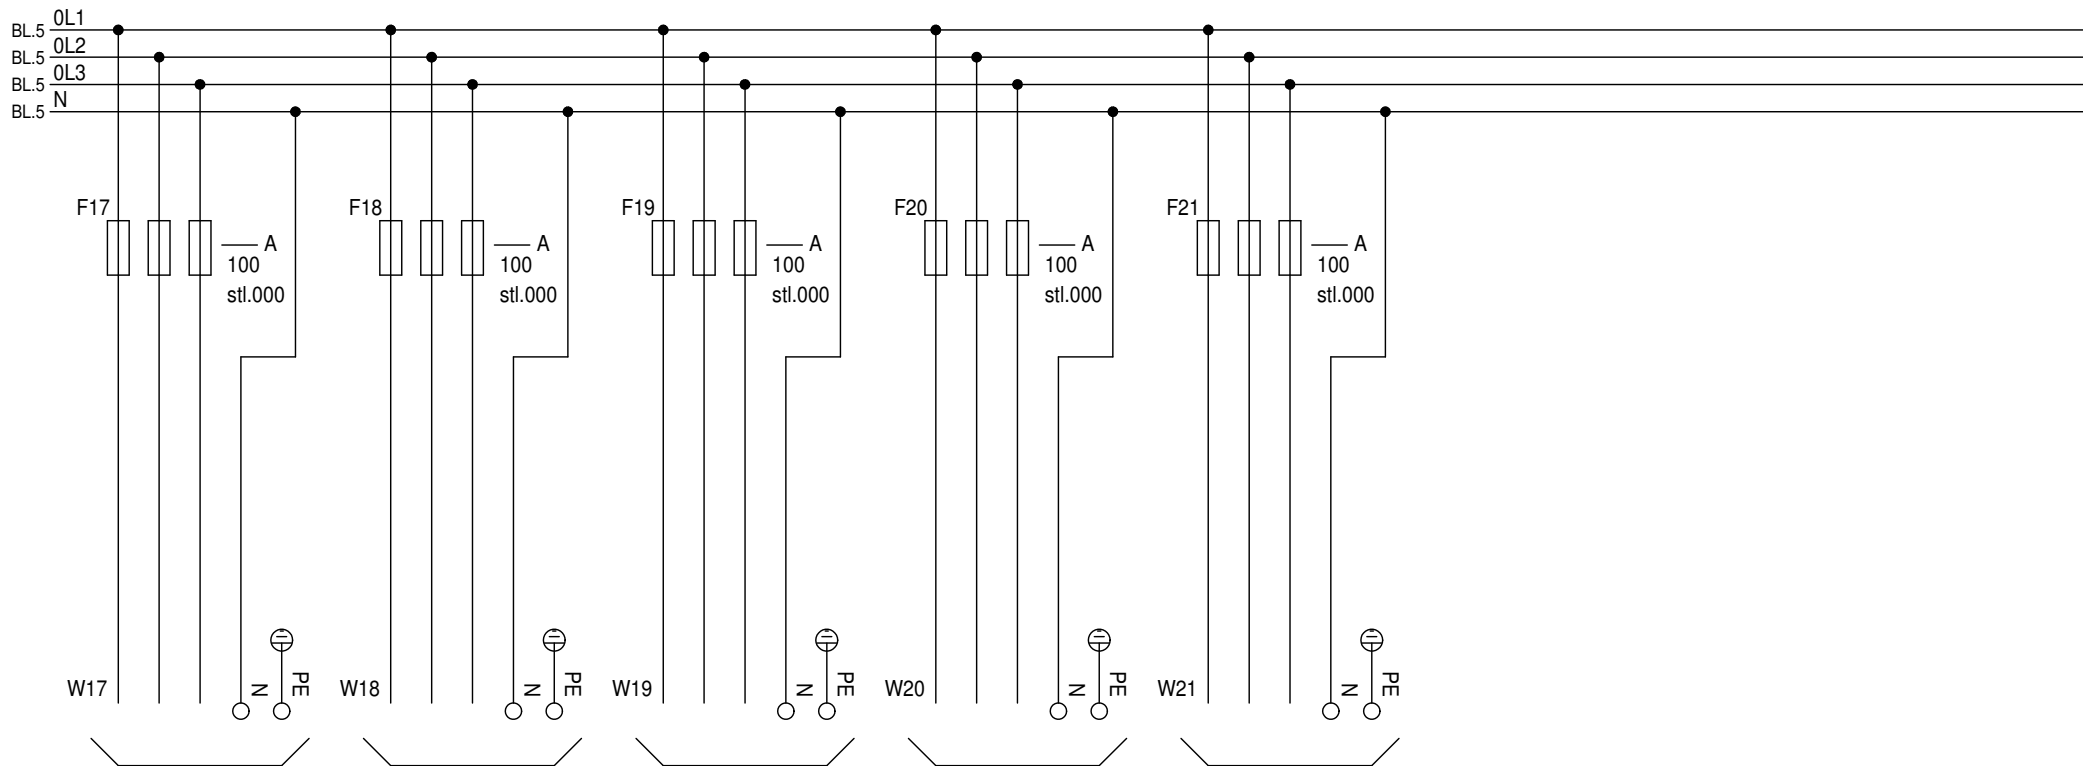 BL.5 0L1
BL.5 0L2
BL.5 0L3
BL.5 N
F17 F18 F19 F20 F21
A A A A A
100 100 100 100 100
stl.000 stl.000 stl.000 stl.000 stl.000
W17 N PE W18 N PE W19 N PE W20 N PE W21 N PE